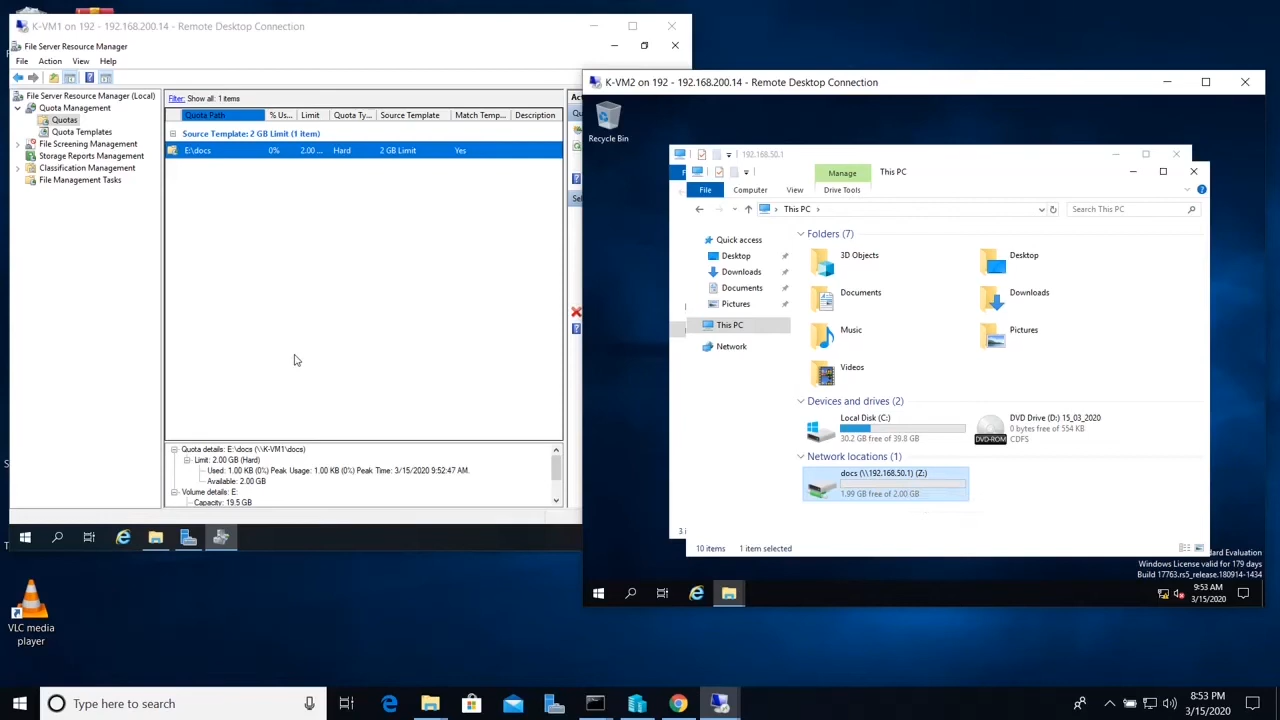 K-VM1 on 192 - 192.168.200.14 - Remote Desktop Connection
File Server Resource Manager
File Action View Help
File Server Resource Manager (Local)
Quota Management
Quotas
Quota Templates
File Screening Management
Storage Reports Management
Classification Management
File Management Tasks
Filter: Show all: 1 items
Quota Path % Us... Limit Quota Ty... Source Template Match Temp... Description
Source Template: 2 GB Limit (1 item)
E:\docs 0% 2.00 ... Hard 2 GB Limit Yes
Quota details: E:\docs (\\K-VM1\docs)
Limit: 2.00 GB (Hard)
Used: 1.00 KB (0%) Peak Usage: 1.00 KB (0%) Peak Time: 3/15/2020 9:52:47 AM.
Available: 2.00 GB
Volume details: E:
Capacity: 19.5 GB
K-VM2 on 192 - 192.168.200.14 - Remote Desktop Connection
Recycle Bin
192.168.50.1
Manage This PC
File Computer View Drive Tools
This PC
Search This PC
Quick access
Desktop
Downloads
Documents
Pictures
This PC
Network
Folders (7)
3D Objects
Desktop
Documents
Downloads
Music
Pictures
Videos
Devices and drives (2)
Local Disk (C:)
30.2 GB free of 39.8 GB
DVD Drive (D:) 15_03_2020
0 bytes free of 554 KB
CDFS
DVD-ROM
Network locations (1)
docs (\\192.168.50.1) (Z:)
1.99 GB free of 2.00 GB
10 items 1 item selected
dard Evaluation
Windows License valid for 179 days
Build 17763.rs5_release.180914-1434
9:53 AM
3/15/2020
VLC media
player
Type here to search
8:53 PM
3/15/2020